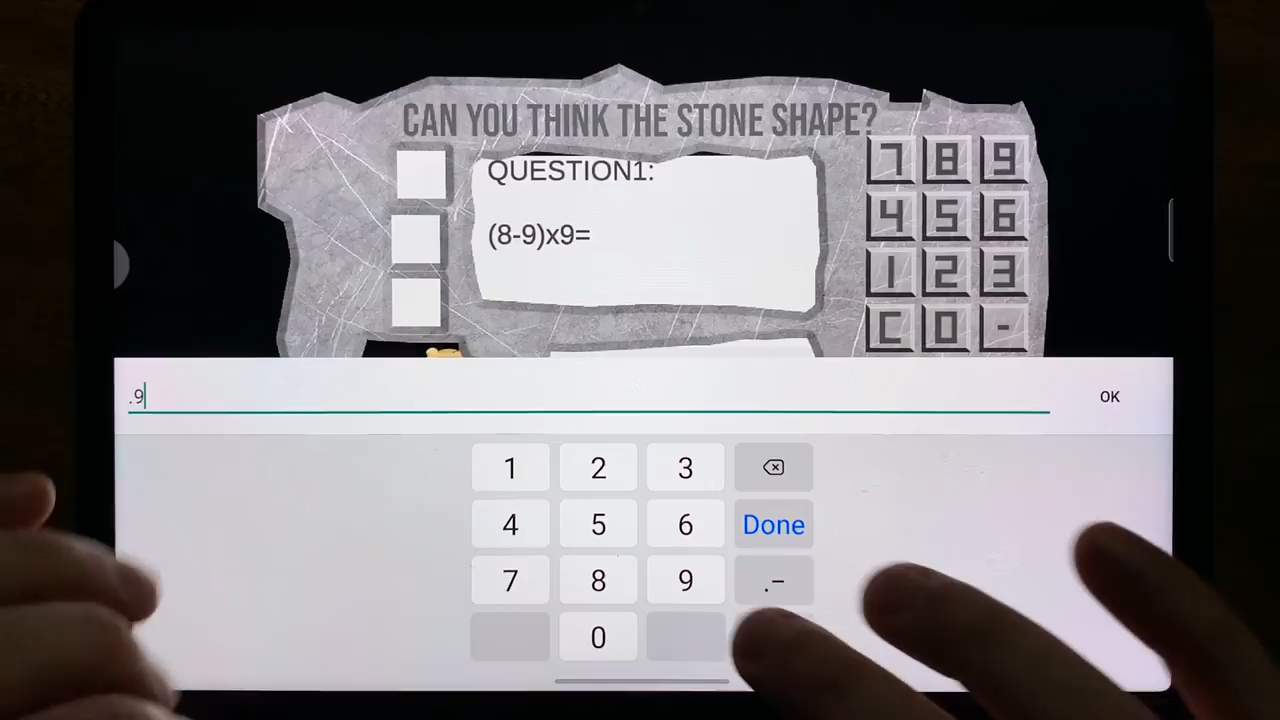 CAN YOU THINK THE STONE SHAPE?
QUESTION1:
(8-9)x9=
7 8 9
4 5 6
1 2 3
C 0 -
.9
OK
1 2 3
4 5 6 Done
7 8 9 .-
0